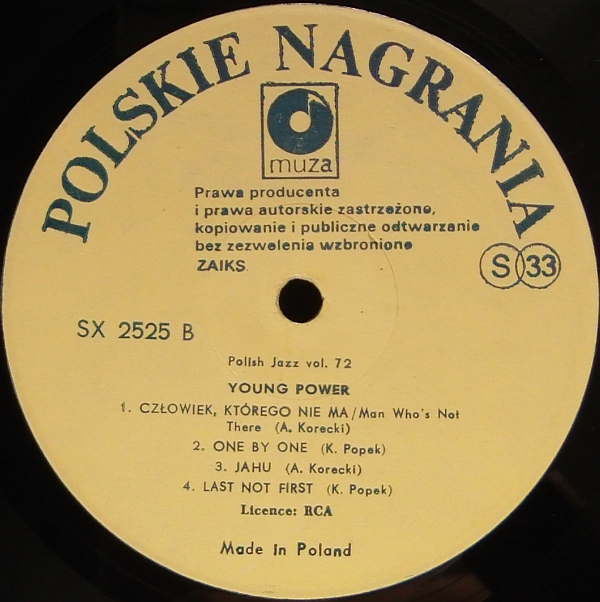 POLSKIE NAGRANIA
muza
Prawa producenta
i prawa autorskie zastrzeżone,
kopiowanie i publiczne odtwarzanie
bez zezwolenia wzbronione
ZAIKS
S 33
SX 2525 B
Polish Jazz vol. 72
YOUNG POWER
1. CZŁOWIEK, KTÓREGO NIE MA/Man Who's Not
There (A. Korecki)
2. ONE BY ONE (K. Popek)
3. JAHU (A. Korecki)
4. LAST NOT FIRST (K. Popek)
Licence: RCA
Made in Poland